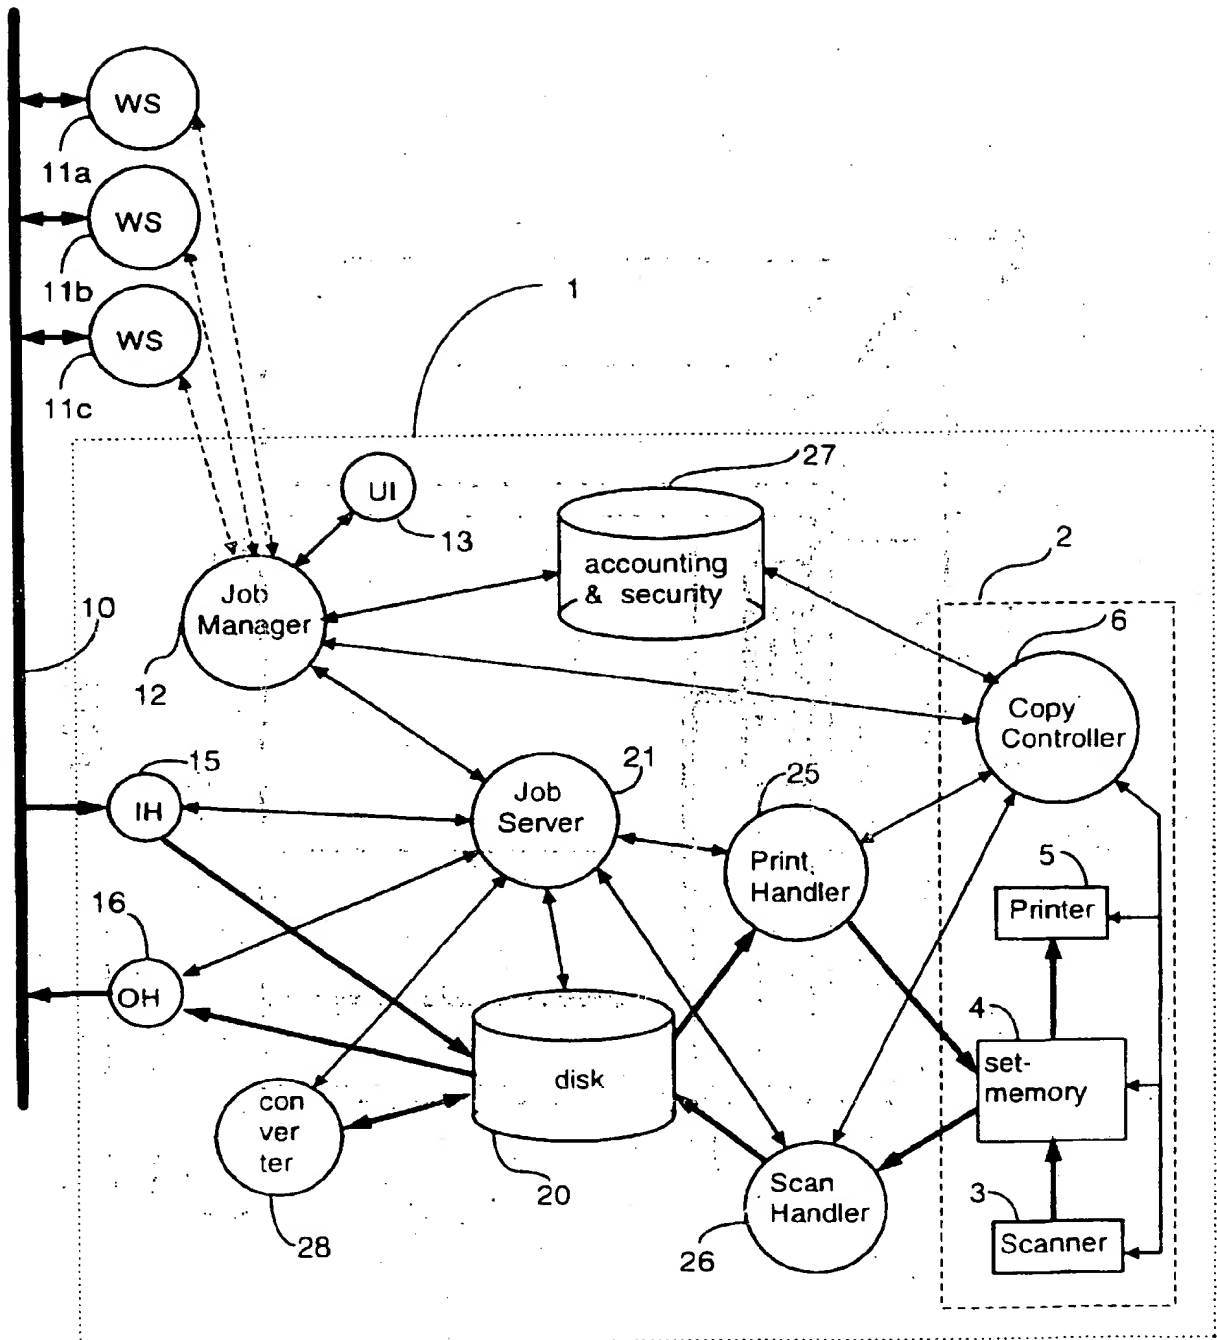 WS
11a
WS
11b
WS
11c
1
UI
13
27
accounting
& security
2
6
Job
Manager
10
12
Copy
Controller
15
IH
21
Job
Server
25
Print
Handler
5
Printer
16
OH
4
set-
memory
disk
20
con
ver
ter
28
Scan
Handler
26
3
Scanner